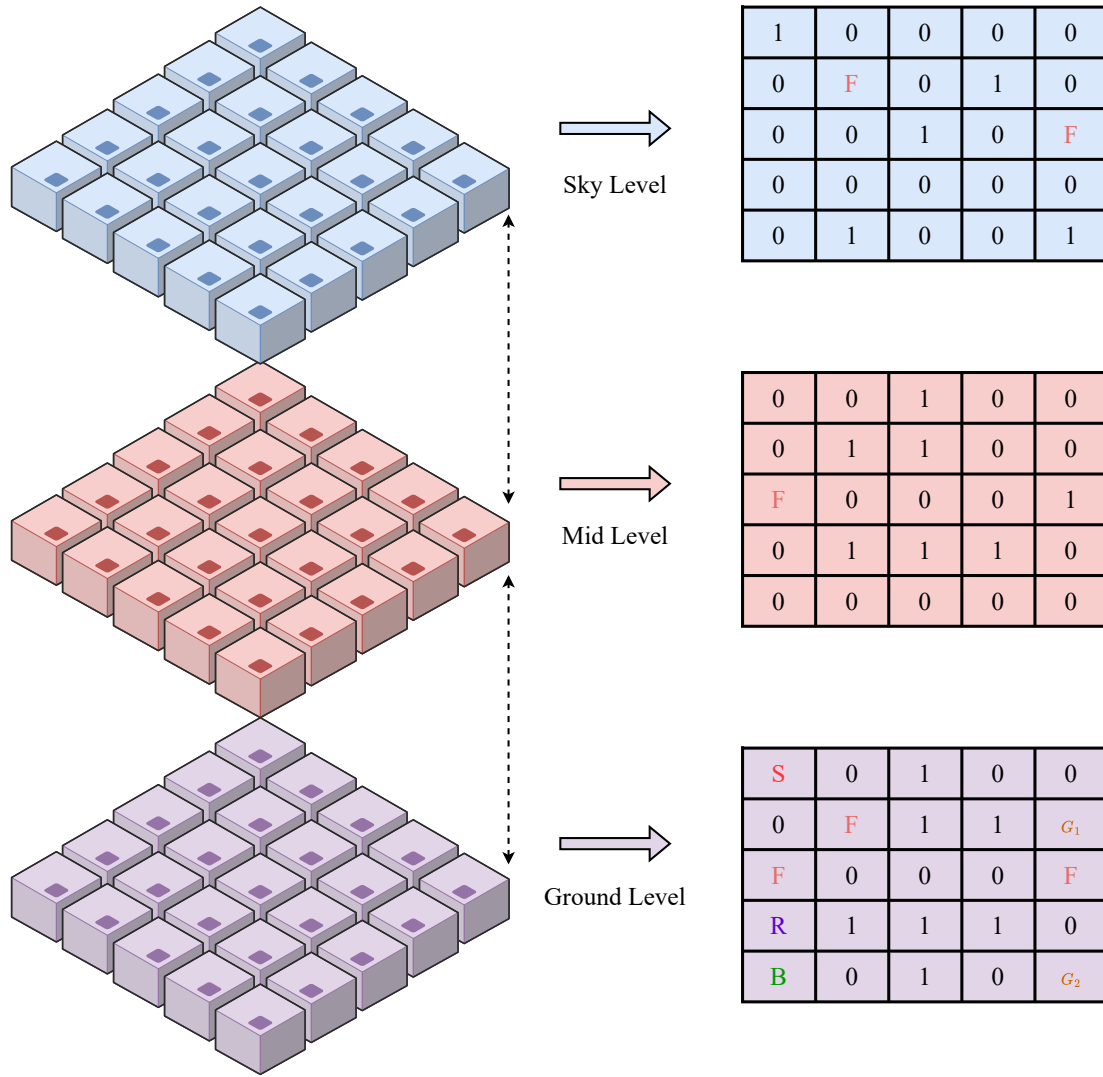 1 0 0 0 0
0 F 0 1 0
0 0 1 0 F
Sky Level
0 0 0 0 0
0 1 0 0 1
0 0 1 0 0
0 1 1 0 0
F 0 0 0 1
Mid Level
0 1 1 1 0
0 0 0 0 0
S 0 1 0 0
0 F 1 1 G₁
F 0 0 0 F
Ground Level
R 1 1 1 0
B 0 1 0 G₂